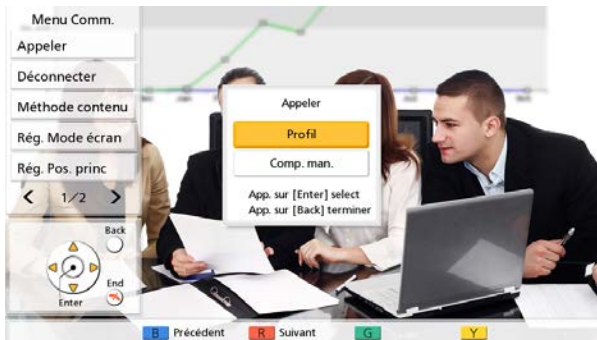 Menu Comm.
Appeler
Déconnecter
Méthode contenu
Rég. Mode écran
Rég. Pos. princ
1/2
Back
End
Enter
Appeler
Profil
Comp. man.
App. sur [Enter] select
App. sur [Back] terminer
B Précédent R Suivant G Y